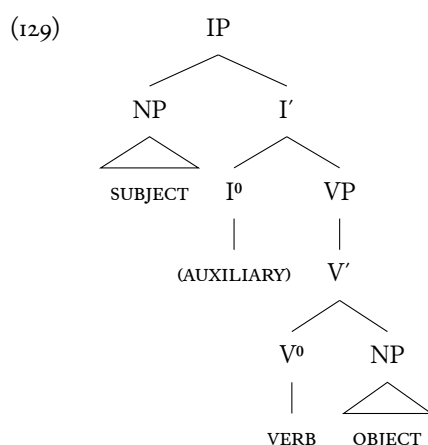 (129) IP
NP I′
SUBJECT I⁰ VP
(AUXILIARY) V′
V⁰ NP
VERB OBJECT